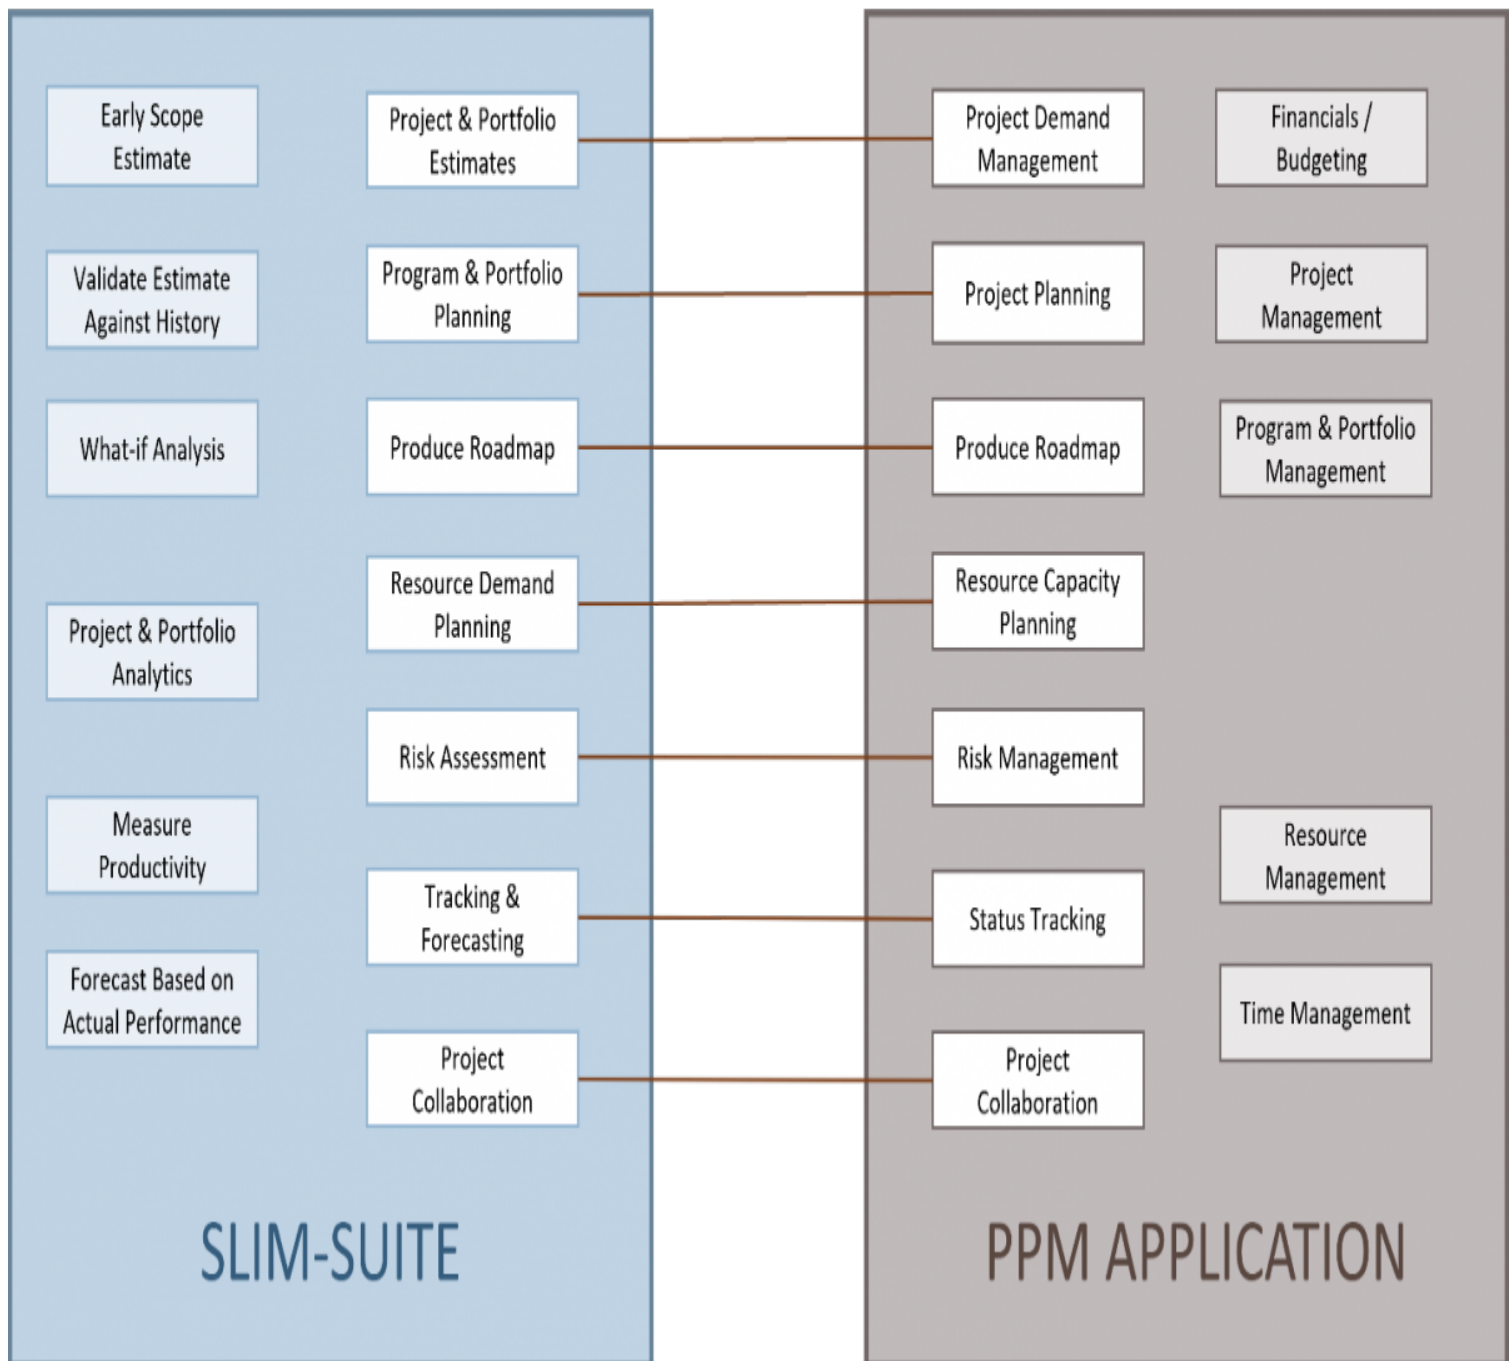 Early Scope
Estimate
Validate Estimate
Against History
What-if Analysis
Project & Portfolio
Analytics
Measure
Productivity
Forecast Based on
Actual Performance
Project & Portfolio
Estimates
Program & Portfolio
Planning
Produce Roadmap
Resource Demand
Planning
Risk Assessment
Tracking &
Forecasting
Project
Collaboration
SLIM-SUITE
Project Demand
Management
Project Planning
Produce Roadmap
Resource Capacity
Planning
Risk Management
Status Tracking
Project
Collaboration
Financials /
Budgeting
Project
Management
Program & Portfolio
Management
Resource
Management
Time Management
PPM APPLICATION